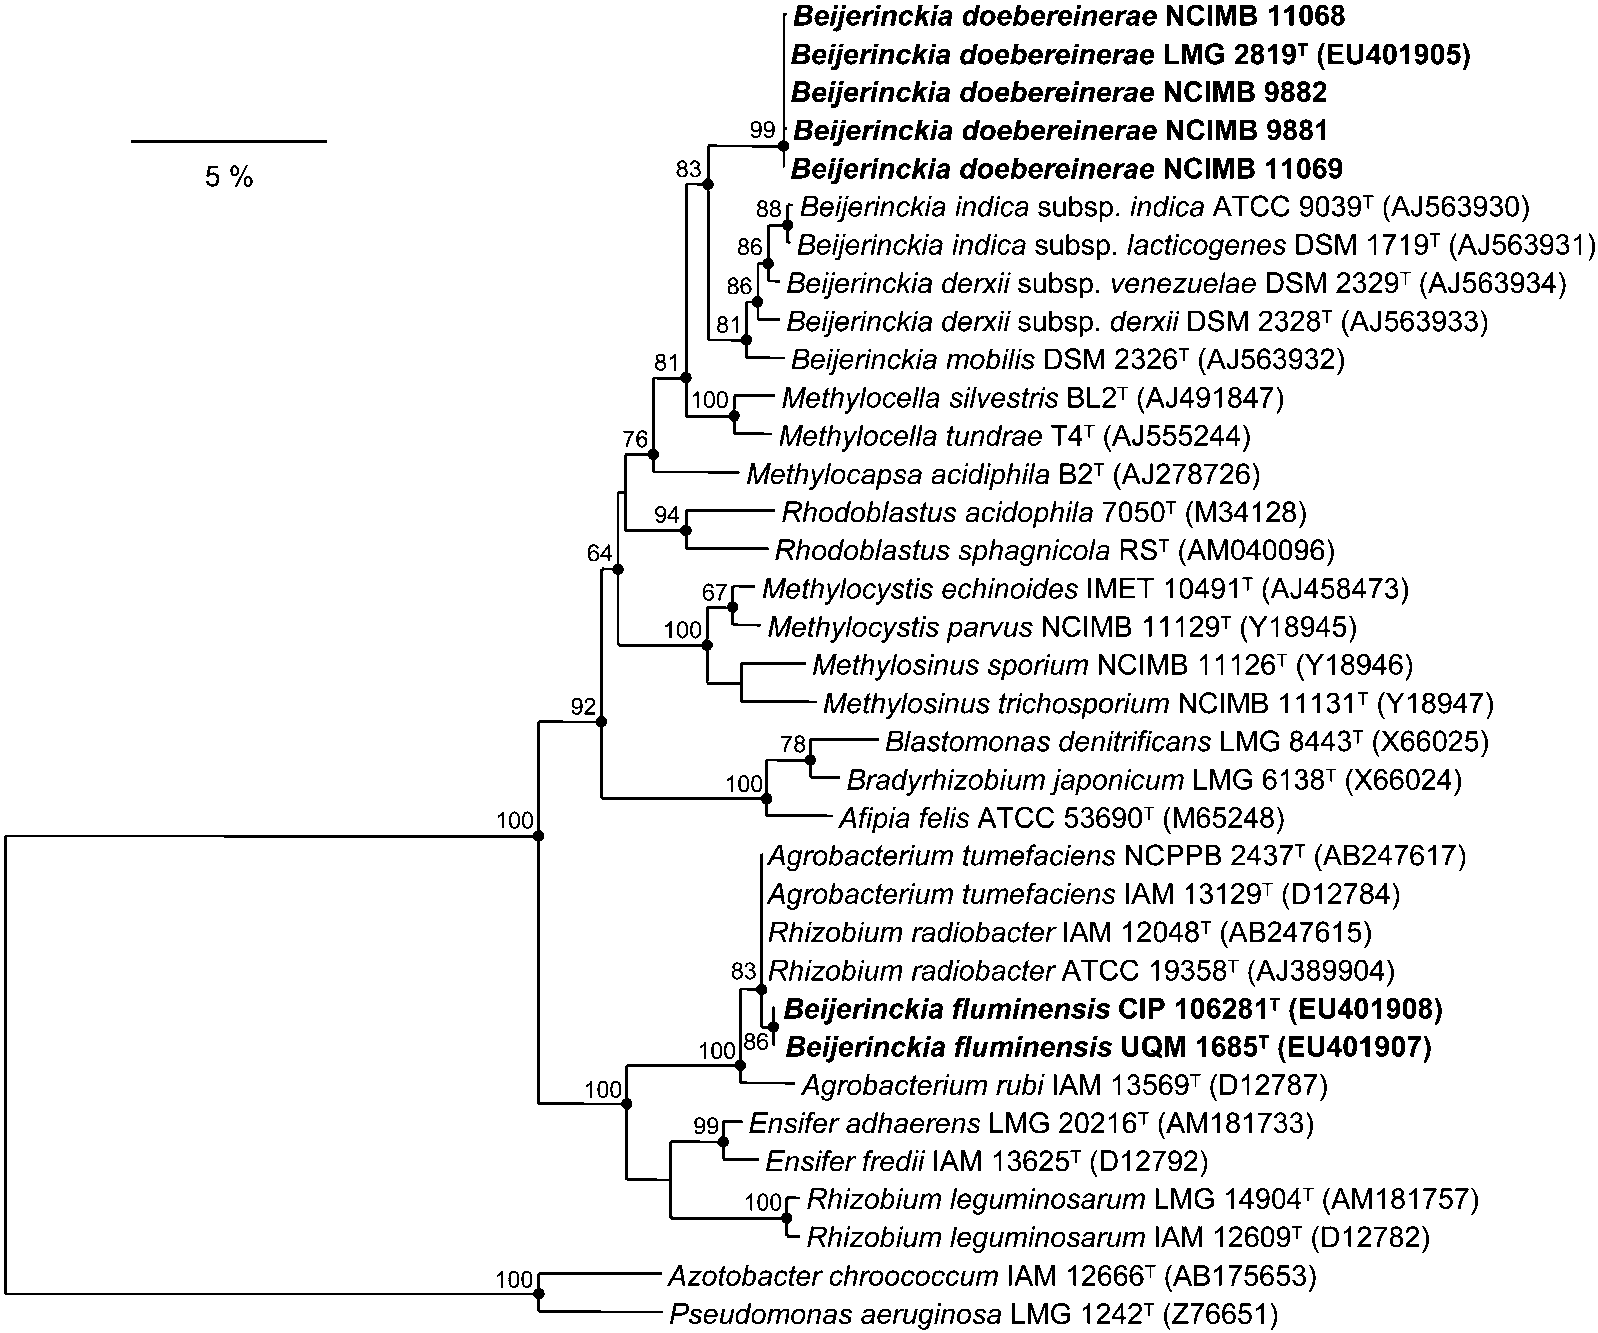 Beijerinckia doebereinerae NCIMB 11068
Beijerinckia doebereinerae LMG 2819ᵀ (EU401905)
Beijerinckia doebereinerae NCIMB 9882
99 Beijerinckia doebereinerae NCIMB 9881
5 %
83 Beijerinckia doebereinerae NCIMB 11069
88 Beijerinckia indica subsp. indica ATCC 9039ᵀ (AJ563930)
86 Beijerinckia indica subsp. lacticogenes DSM 1719ᵀ (AJ563931)
86 Beijerinckia derxii subsp. venezuelae DSM 2329ᵀ (AJ563934)
81 Beijerinckia derxii subsp. derxii DSM 2328ᵀ (AJ563933)
81 Beijerinckia mobilis DSM 2326ᵀ (AJ563932)
100 Methylocella silvestris BL2ᵀ (AJ491847)
76 Methylocella tundrae T4ᵀ (AJ555244)
Methylocapsa acidiphila B2ᵀ (AJ278726)
94 Rhodoblastus acidophila 7050ᵀ (M34128)
64 Rhodoblastus sphagnicola RSᵀ (AM040096)
67 Methylocystis echinoides IMET 10491ᵀ (AJ458473)
100 Methylocystis parvus NCIMB 11129ᵀ (Y18945)
Methylosinus sporium NCIMB 11126ᵀ (Y18946)
92 Methylosinus trichosporium NCIMB 11131ᵀ (Y18947)
78 Blastomonas denitrificans LMG 8443ᵀ (X66025)
100 Bradyrhizobium japonicum LMG 6138ᵀ (X66024)
100 Afipia felis ATCC 53690ᵀ (M65248)
Agrobacterium tumefaciens NCPPB 2437ᵀ (AB247617)
Agrobacterium tumefaciens IAM 13129ᵀ (D12784)
Rhizobium radiobacter IAM 12048ᵀ (AB247615)
83 Rhizobium radiobacter ATCC 19358ᵀ (AJ389904)
Beijerinckia fluminensis CIP 106281ᵀ (EU401908)
100 86 Beijerinckia fluminensis UQM 1685ᵀ (EU401907)
100 Agrobacterium rubi IAM 13569ᵀ (D12787)
99 Ensifer adhaerens LMG 20216ᵀ (AM181733)
Ensifer fredii IAM 13625ᵀ (D12792)
100 Rhizobium leguminosarum LMG 14904ᵀ (AM181757)
Rhizobium leguminosarum IAM 12609ᵀ (D12782)
100 Azotobacter chroococcum IAM 12666ᵀ (AB175653)
Pseudomonas aeruginosa LMG 1242ᵀ (Z76651)